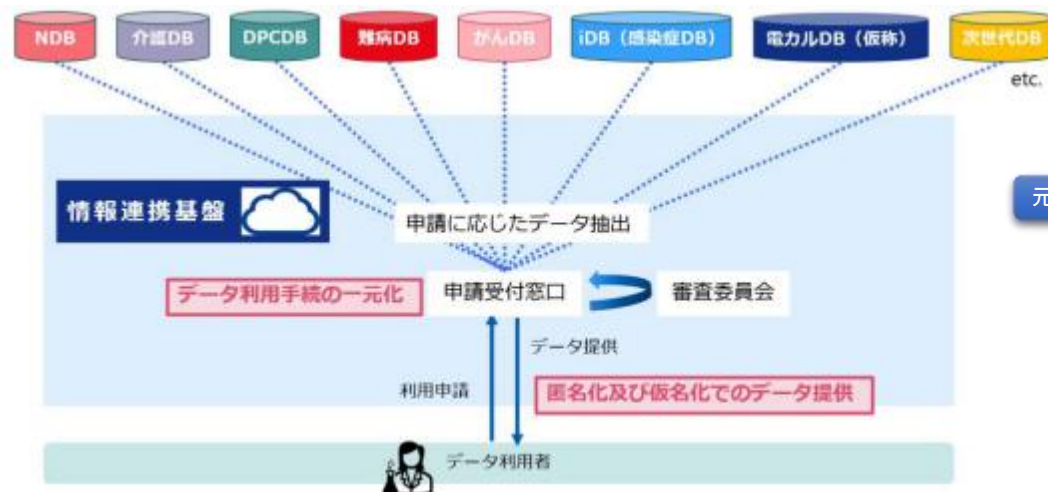 NDB
介護DB
DPCDB
難病DB
がんDB
iDB（感染症DB）
電カルDB（仮称）
次世代DB
etc.
情報連携基盤
元
申請に応じたデータ抽出
データ利用手続の一元化
申請受付窓口
審査委員会
データ提供
利用申請
匿名化及び仮名化でのデータ提供
データ利用者